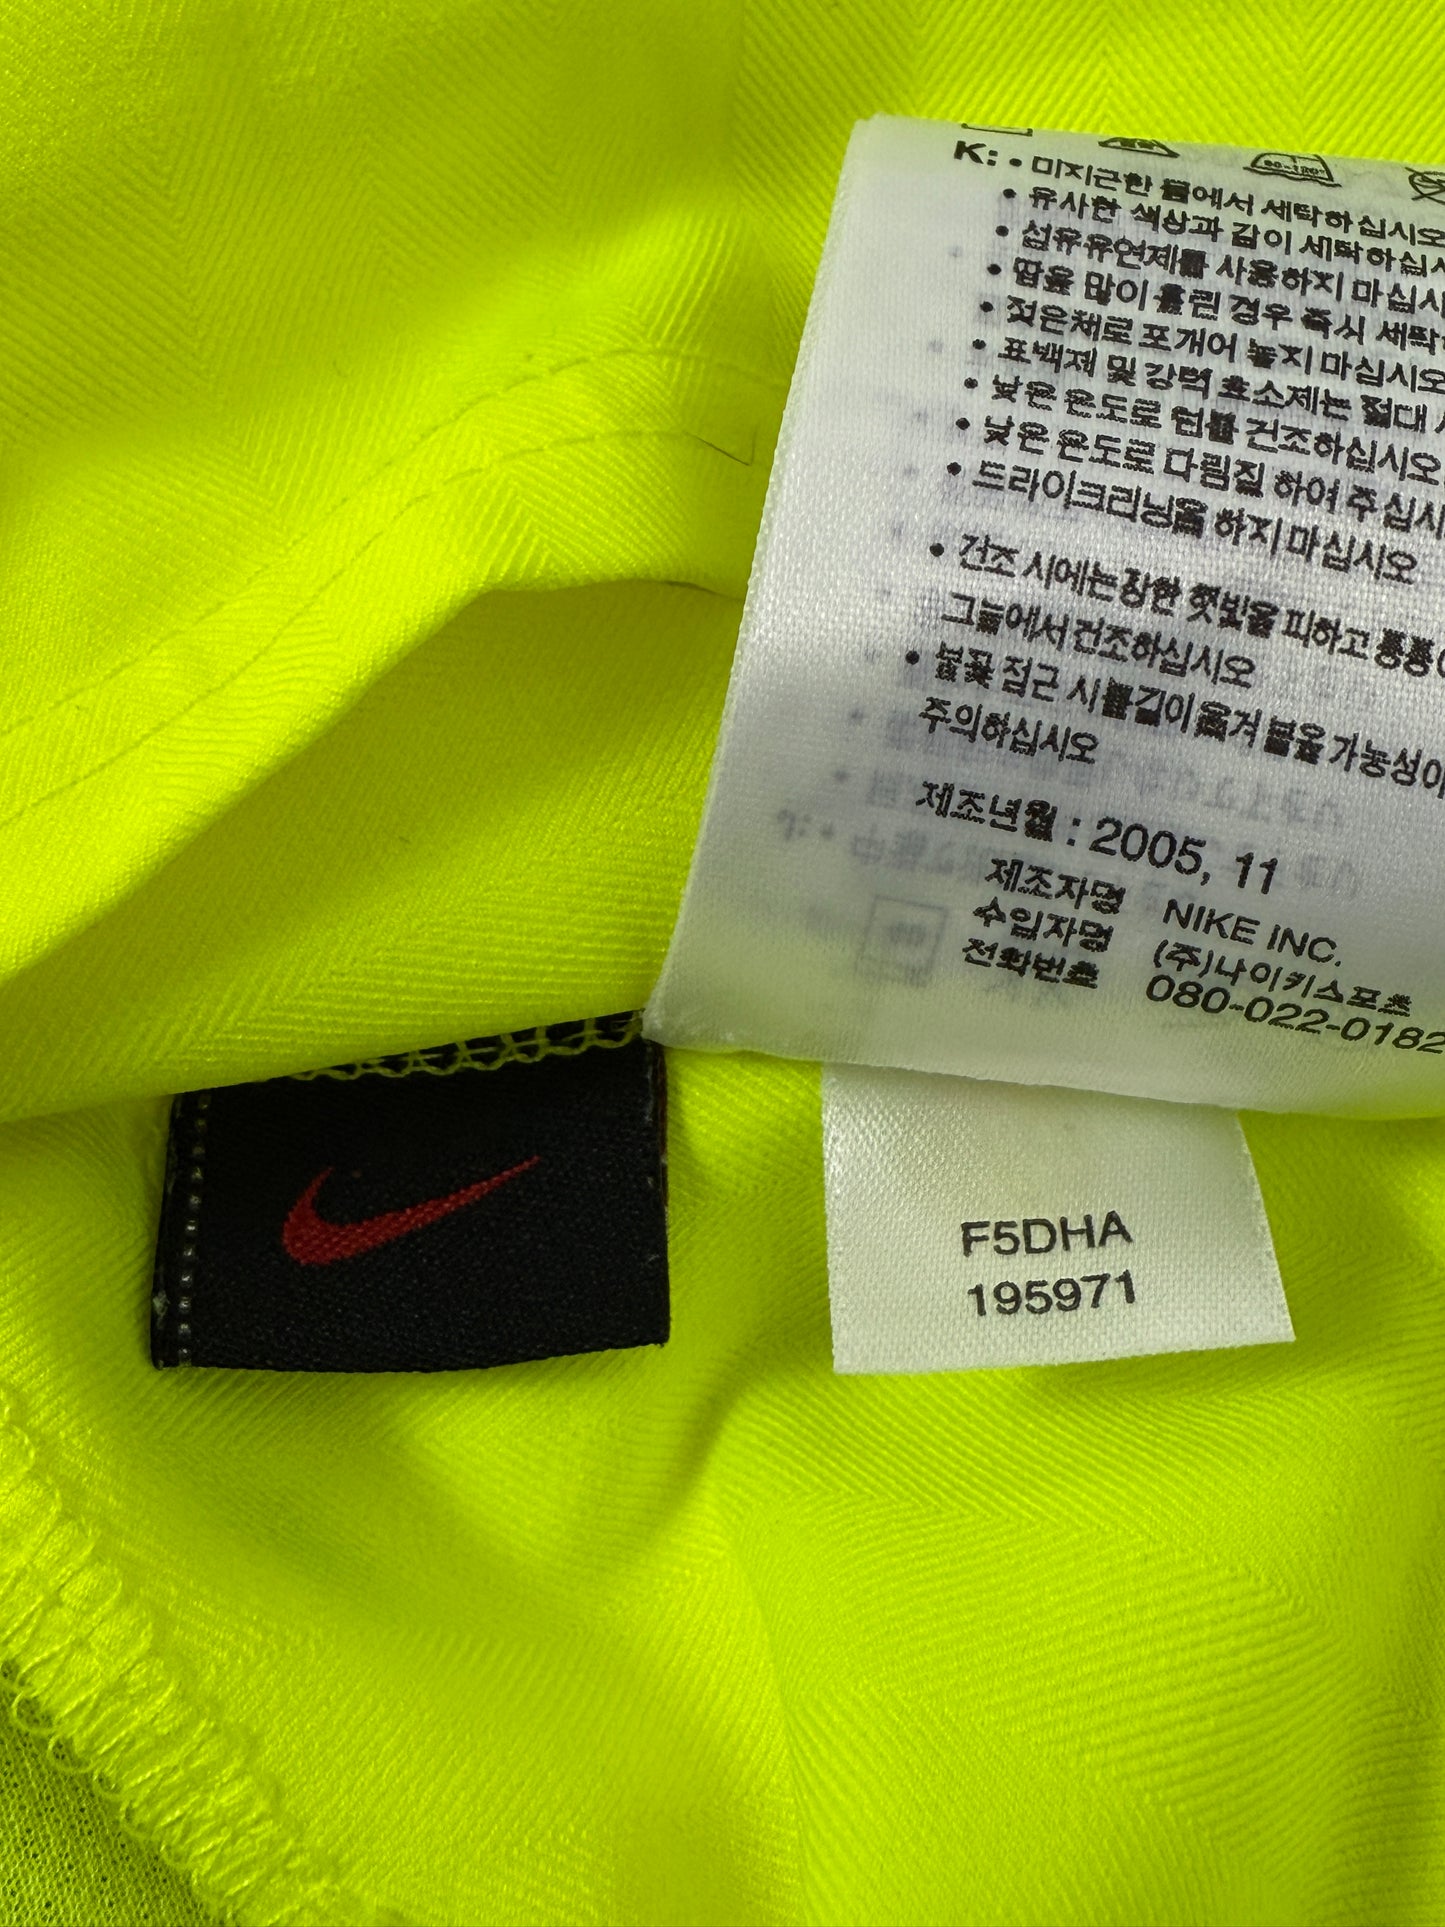 K: • 미지근한 물에서 세탁하십시오
• 유사한 색상과 같이 세탁하십시
• 섬유유연제를 사용하지 마십시
• 땀을 많이 흘린 경우 즉시 세탁
• 젖은채로 포개어 놓지 마십시오
• 표백제 및 강력 효소제는 절대
• 낮은 온도로 텀블 건조하십시오
• 낮은 온도로 다림질 하여 주십시
• 드라이크리닝을 하지 마십시오
• 건조 시에는 강한 햇빛을 피하고 통풍
그늘에서 건조하십시오
• 불꽃 접근 시 불길이 옮겨 붙을 가능성이
주의하십시오
제조년월 : 2005, 11
제조자명 NIKE INC.
수입자명 (주)나이키스포츠
전화번호 080-022-0182
F5DHA
195971